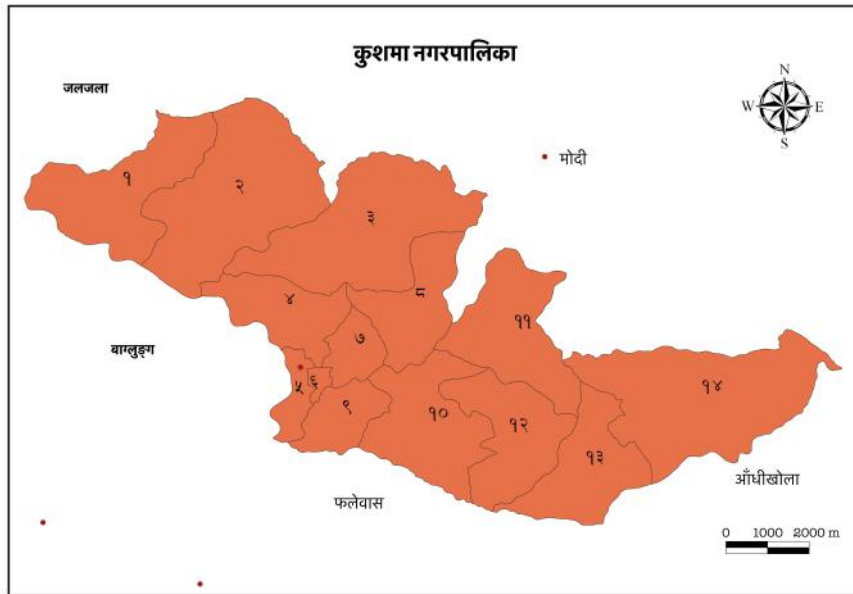 कुशमा नगरपालिका
जलजला
N
W E
S
मोदी
१
२
३
४
८
११
७
बाग्लुङ्ग
५ ६
९
१०
१२
१४
१३
आँधीखोला
फलेवास
0 1000 2000 m